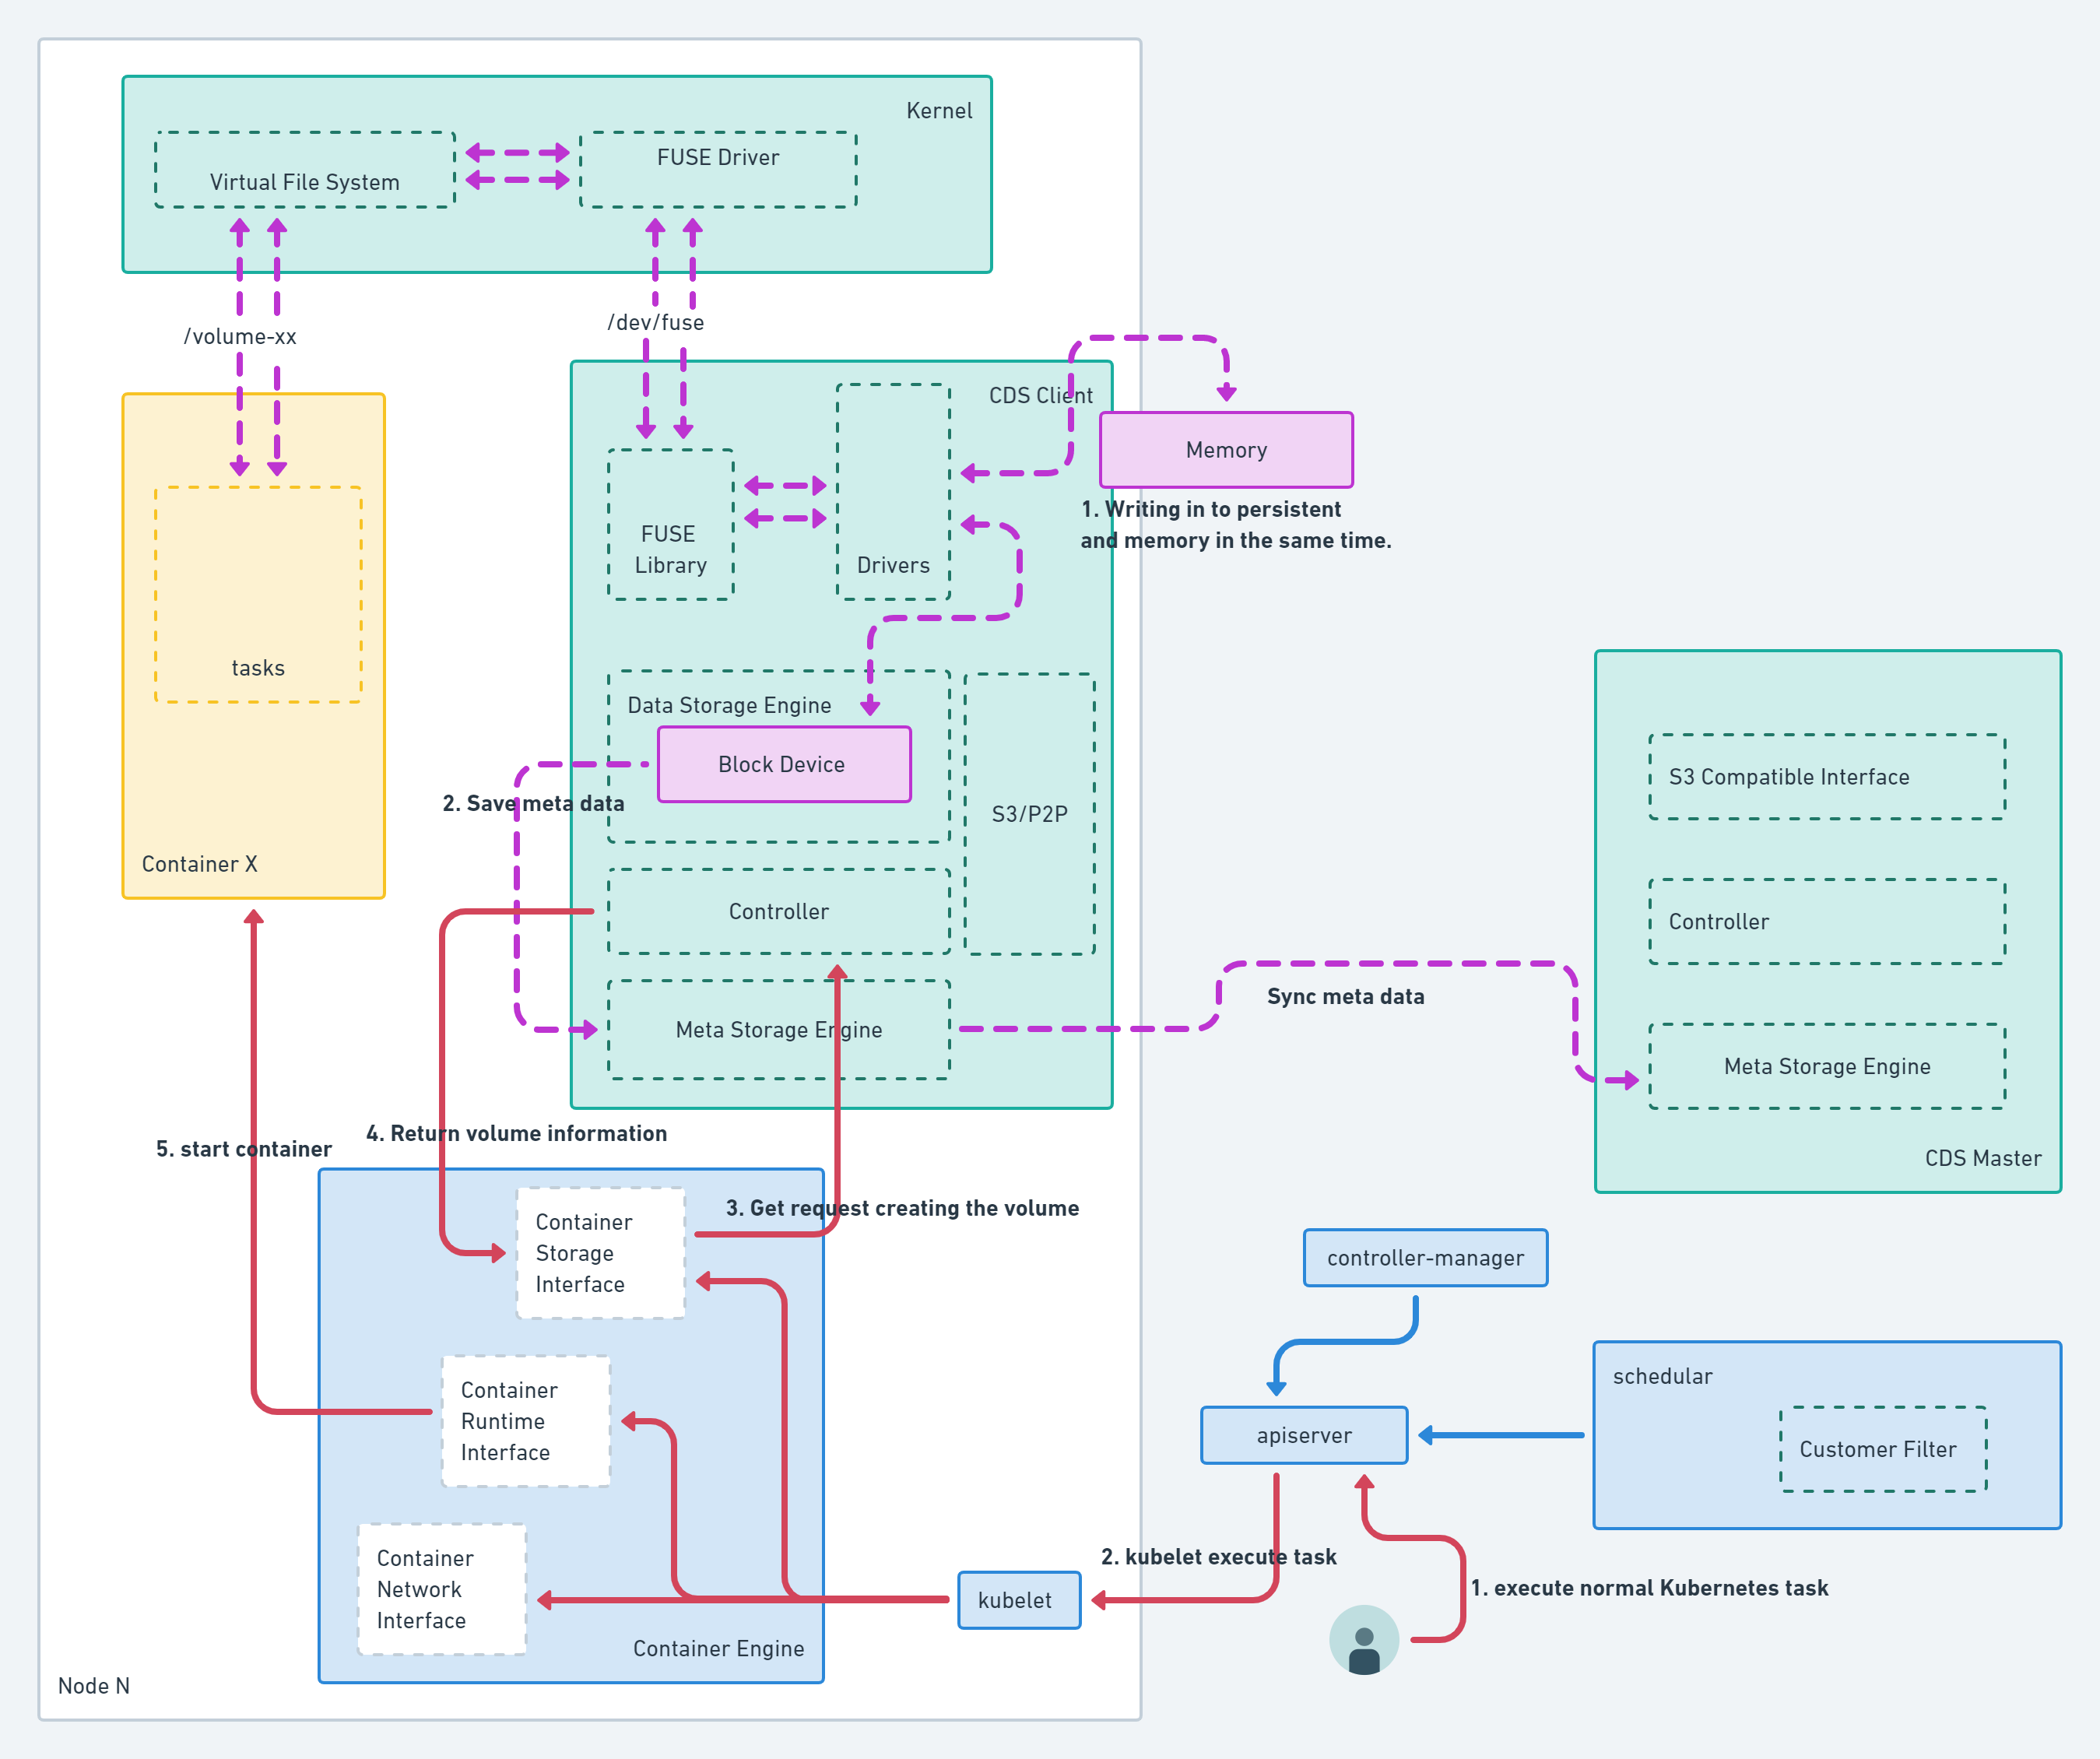 Kernel
Virtual File System
FUSE Driver
/volume-xx
/dev/fuse
CDS Client
Memory
1. Writing in to persistent
and memory in the same time.
FUSE
Library
Drivers
tasks
Container X
Data Storage Engine
Block Device
2. Save meta data
S3/P2P
Controller
Meta Storage Engine
Sync meta data
S3 Compatible Interface
Controller
Meta Storage Engine
CDS Master
5. start container
4. Return volume information
3. Get request creating the volume
Container
Storage
Interface
Container
Runtime
Interface
Container
Network
Interface
Container Engine
Node N
kubelet
2. kubelet execute task
1. execute normal Kubernetes task
controller-manager
apiserver
schedular
Customer Filter